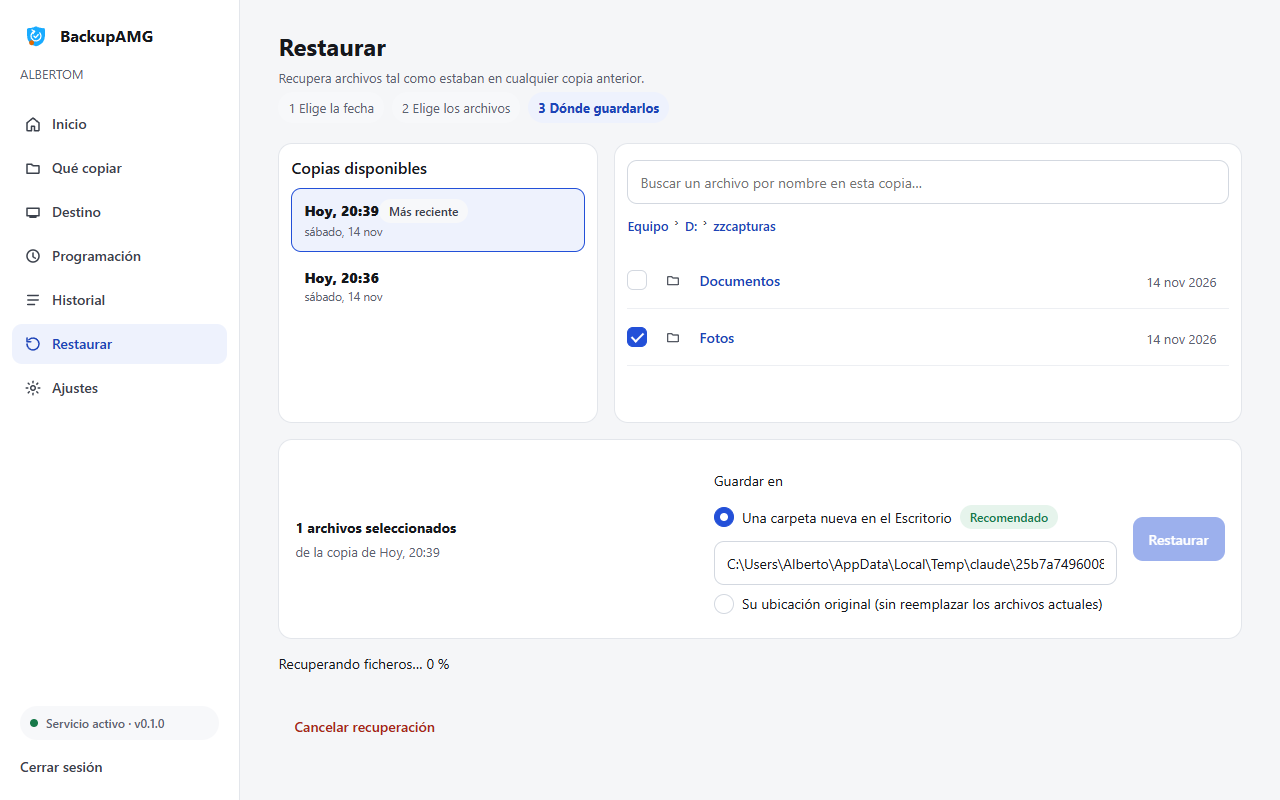 BackupAMG
ALBERTOM
Inicio
Qué copiar
Destino
Programación
Historial
Restaurar
Ajustes
Servicio activo · v0.1.0
Cerrar sesión
Restaurar
Recupera archivos tal como estaban en cualquier copia anterior.
1 Elige la fecha 2 Elige los archivos 3 Dónde guardarlos
Copias disponibles
Hoy, 20:39 Más reciente
sábado, 14 nov
Hoy, 20:36
sábado, 14 nov
Buscar un archivo por nombre en esta copia...
Equipo › D: › zzcapturas
Documentos 14 nov 2026
Fotos 14 nov 2026
1 archivos seleccionados
de la copia de Hoy, 20:39
Guardar en
Una carpeta nueva en el Escritorio Recomendado
C:\Users\Alberto\AppData\Local\Temp\claude\25b7a7496008
Su ubicación original (sin reemplazar los archivos actuales)
Restaurar
Recuperando ficheros... 0 %
Cancelar recuperación